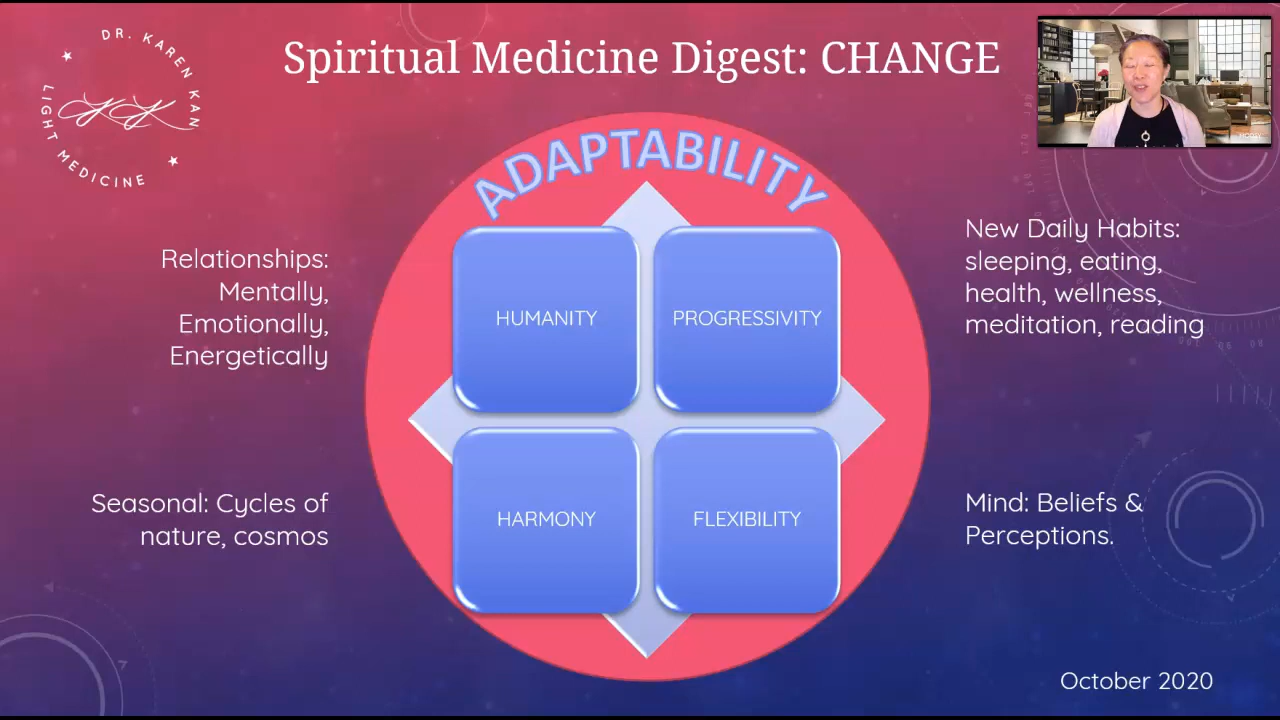 DR. KAREN KAN
LIGHT MEDICINE
Spiritual Medicine Digest: CHANGE
ADAPTABILITY
Relationships:
Mentally,
Emotionally,
Energetically
HUMANITY
PROGRESSIVITY
New Daily Habits:
sleeping, eating,
health, wellness,
meditation, reading
Seasonal: Cycles of
nature, cosmos
HARMONY
FLEXIBILITY
Mind: Beliefs &
Perceptions.
October 2020